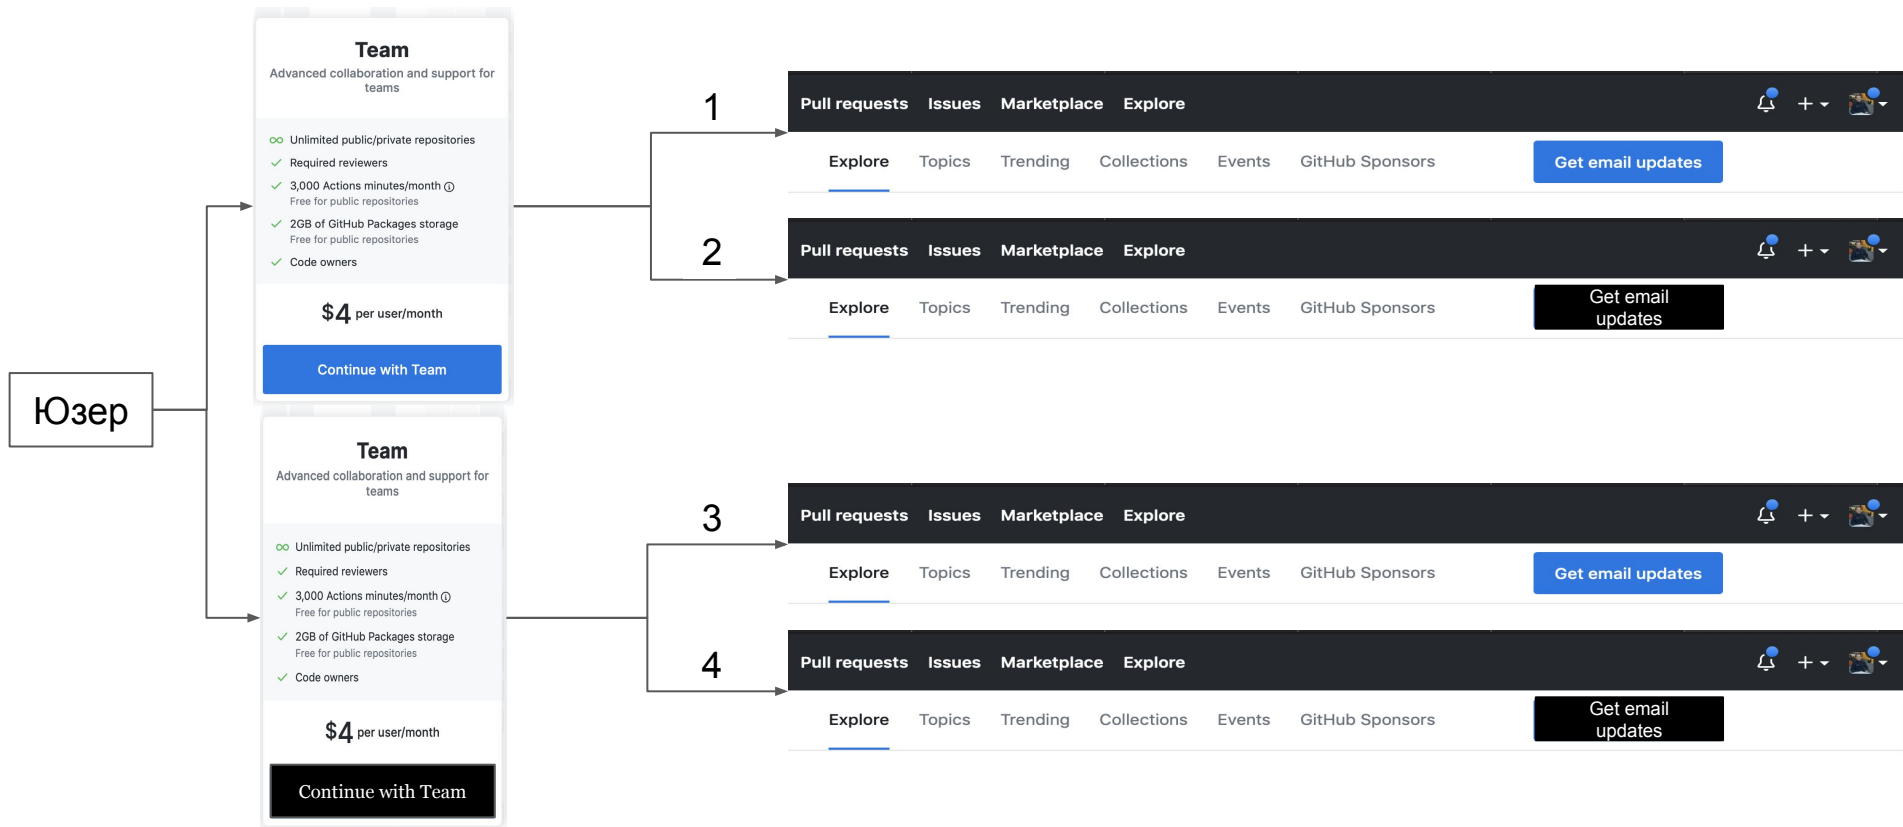 Юзер
Team
Advanced collaboration and support for
teams
∞ Unlimited public/private repositories
✓ Required reviewers
✓ 3,000 Actions minutes/month
Free for public repositories
✓ 2GB of GitHub Packages storage
Free for public repositories
✓ Code owners
$4 per user/month
Continue with Team
Team
Advanced collaboration and support for
teams
∞ Unlimited public/private repositories
✓ Required reviewers
✓ 3,000 Actions minutes/month
Free for public repositories
✓ 2GB of GitHub Packages storage
Free for public repositories
✓ Code owners
$4 per user/month
Continue with Team
1
Pull requests Issues Marketplace Explore
Explore Topics Trending Collections Events GitHub Sponsors Get email updates
2
Pull requests Issues Marketplace Explore
Explore Topics Trending Collections Events GitHub Sponsors
Get email
updates
3
Pull requests Issues Marketplace Explore
Explore Topics Trending Collections Events GitHub Sponsors Get email updates
4
Pull requests Issues Marketplace Explore
Explore Topics Trending Collections Events GitHub Sponsors
Get email
updates